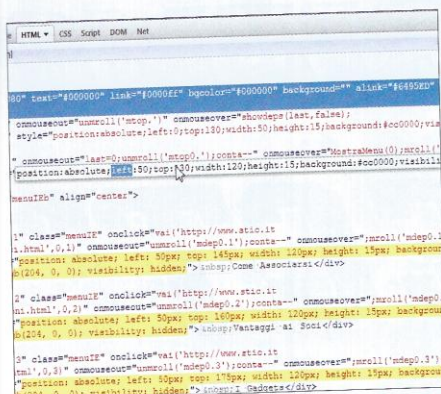 HTML CSS Script DOM Net
080" text="#000000" link="#0000ff" bgcolor="#000000" background="" alink="#6495ED"
onmouseout="unmroll('mtop.')" onmouseover="showdeps(last,false);
" style="position:absolute;left:0;top:130;width:50;height:15;background:#cc0000;vis
" onmouseout="last=0;unmroll('mtop0.');conta--" onmouseover="MostraMenu(0);mroll('
position:absolute;left:50;top:130;width:120;height:15;background:#cc0000;visibili
menuIEb" align="center">
1" class="menuIE" onclick="vai('http://www.stic.it
i.html',0,1)" onmouseout="unmroll('mdep0.1');conta--" onmouseover=";mroll('mdep0.1
"position: absolute; left: 50px; top: 145px; width: 120px; height: 15px; backgroun
b(204, 0, 0); visibility: hidden;">&nbsp;Come Associarsi</div>
2" class="menuIE" onclick="vai('http://www.stic.it
ni.html',0,2)" onmouseout="unmroll('mdep0.2');conta--" onmouseover=";mroll('mdep0.
"position: absolute; left: 50px; top: 160px; width: 120px; height: 15px; backgrou
b(204, 0, 0); visibility: hidden;">&nbsp;Vantaggi ai Soci</div>
3" class="menuIE" onclick="vai('http://www.stic.it
tml',0,3)" onmouseout="unmroll('mdep0.3');conta--" onmouseover=";mroll('mdep0.3')
"position: absolute; left: 50px; top: 175px; width: 120px; height: 15px; backgrou
b(204, 0, 0); visibility: hidden;">&nbsp;I Gadgets</div>